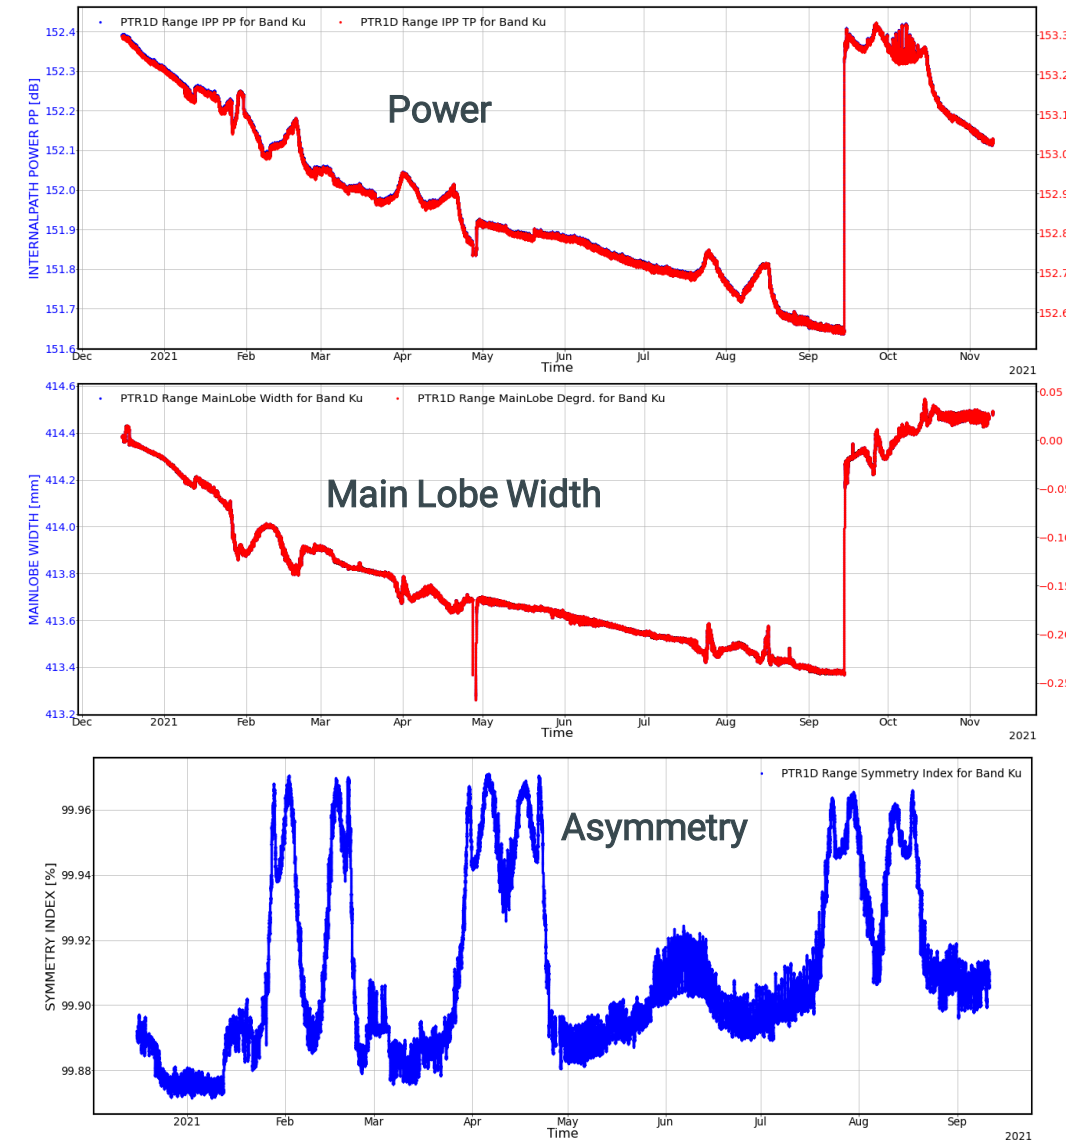 PTR1D Range IPP PP for Band Ku
PTR1D Range IPP TP for Band Ku
Power
INTERNALPATH POWER PP [dB]
152.4
152.3
152.2
152.1
152.0
151.9
151.8
151.7
151.6
153.3
153.2
153.1
153.0
152.9
152.8
152.7
152.6
Dec 2021 Feb Mar Apr May Jun Jul Aug Sep Oct Nov
Time
2021
PTR1D Range MainLobe Width for Band Ku
PTR1D Range MainLobe Degrd. for Band Ku
Main Lobe Width
MAINLOBE WIDTH [mm]
414.6
414.4
414.2
414.0
413.8
413.6
413.4
413.2
0.05
0.00
−0.05
−0.10
−0.15
−0.20
−0.25
Dec 2021 Feb Mar Apr May Jun Jul Aug Sep Oct Nov
Time
2021
PTR1D Range Symmetry Index for Band Ku
Asymmetry
SYMMETRY INDEX [%]
99.96
99.94
99.92
99.90
99.88
2021 Feb Mar Apr May Jun Jul Aug Sep
Time
2021